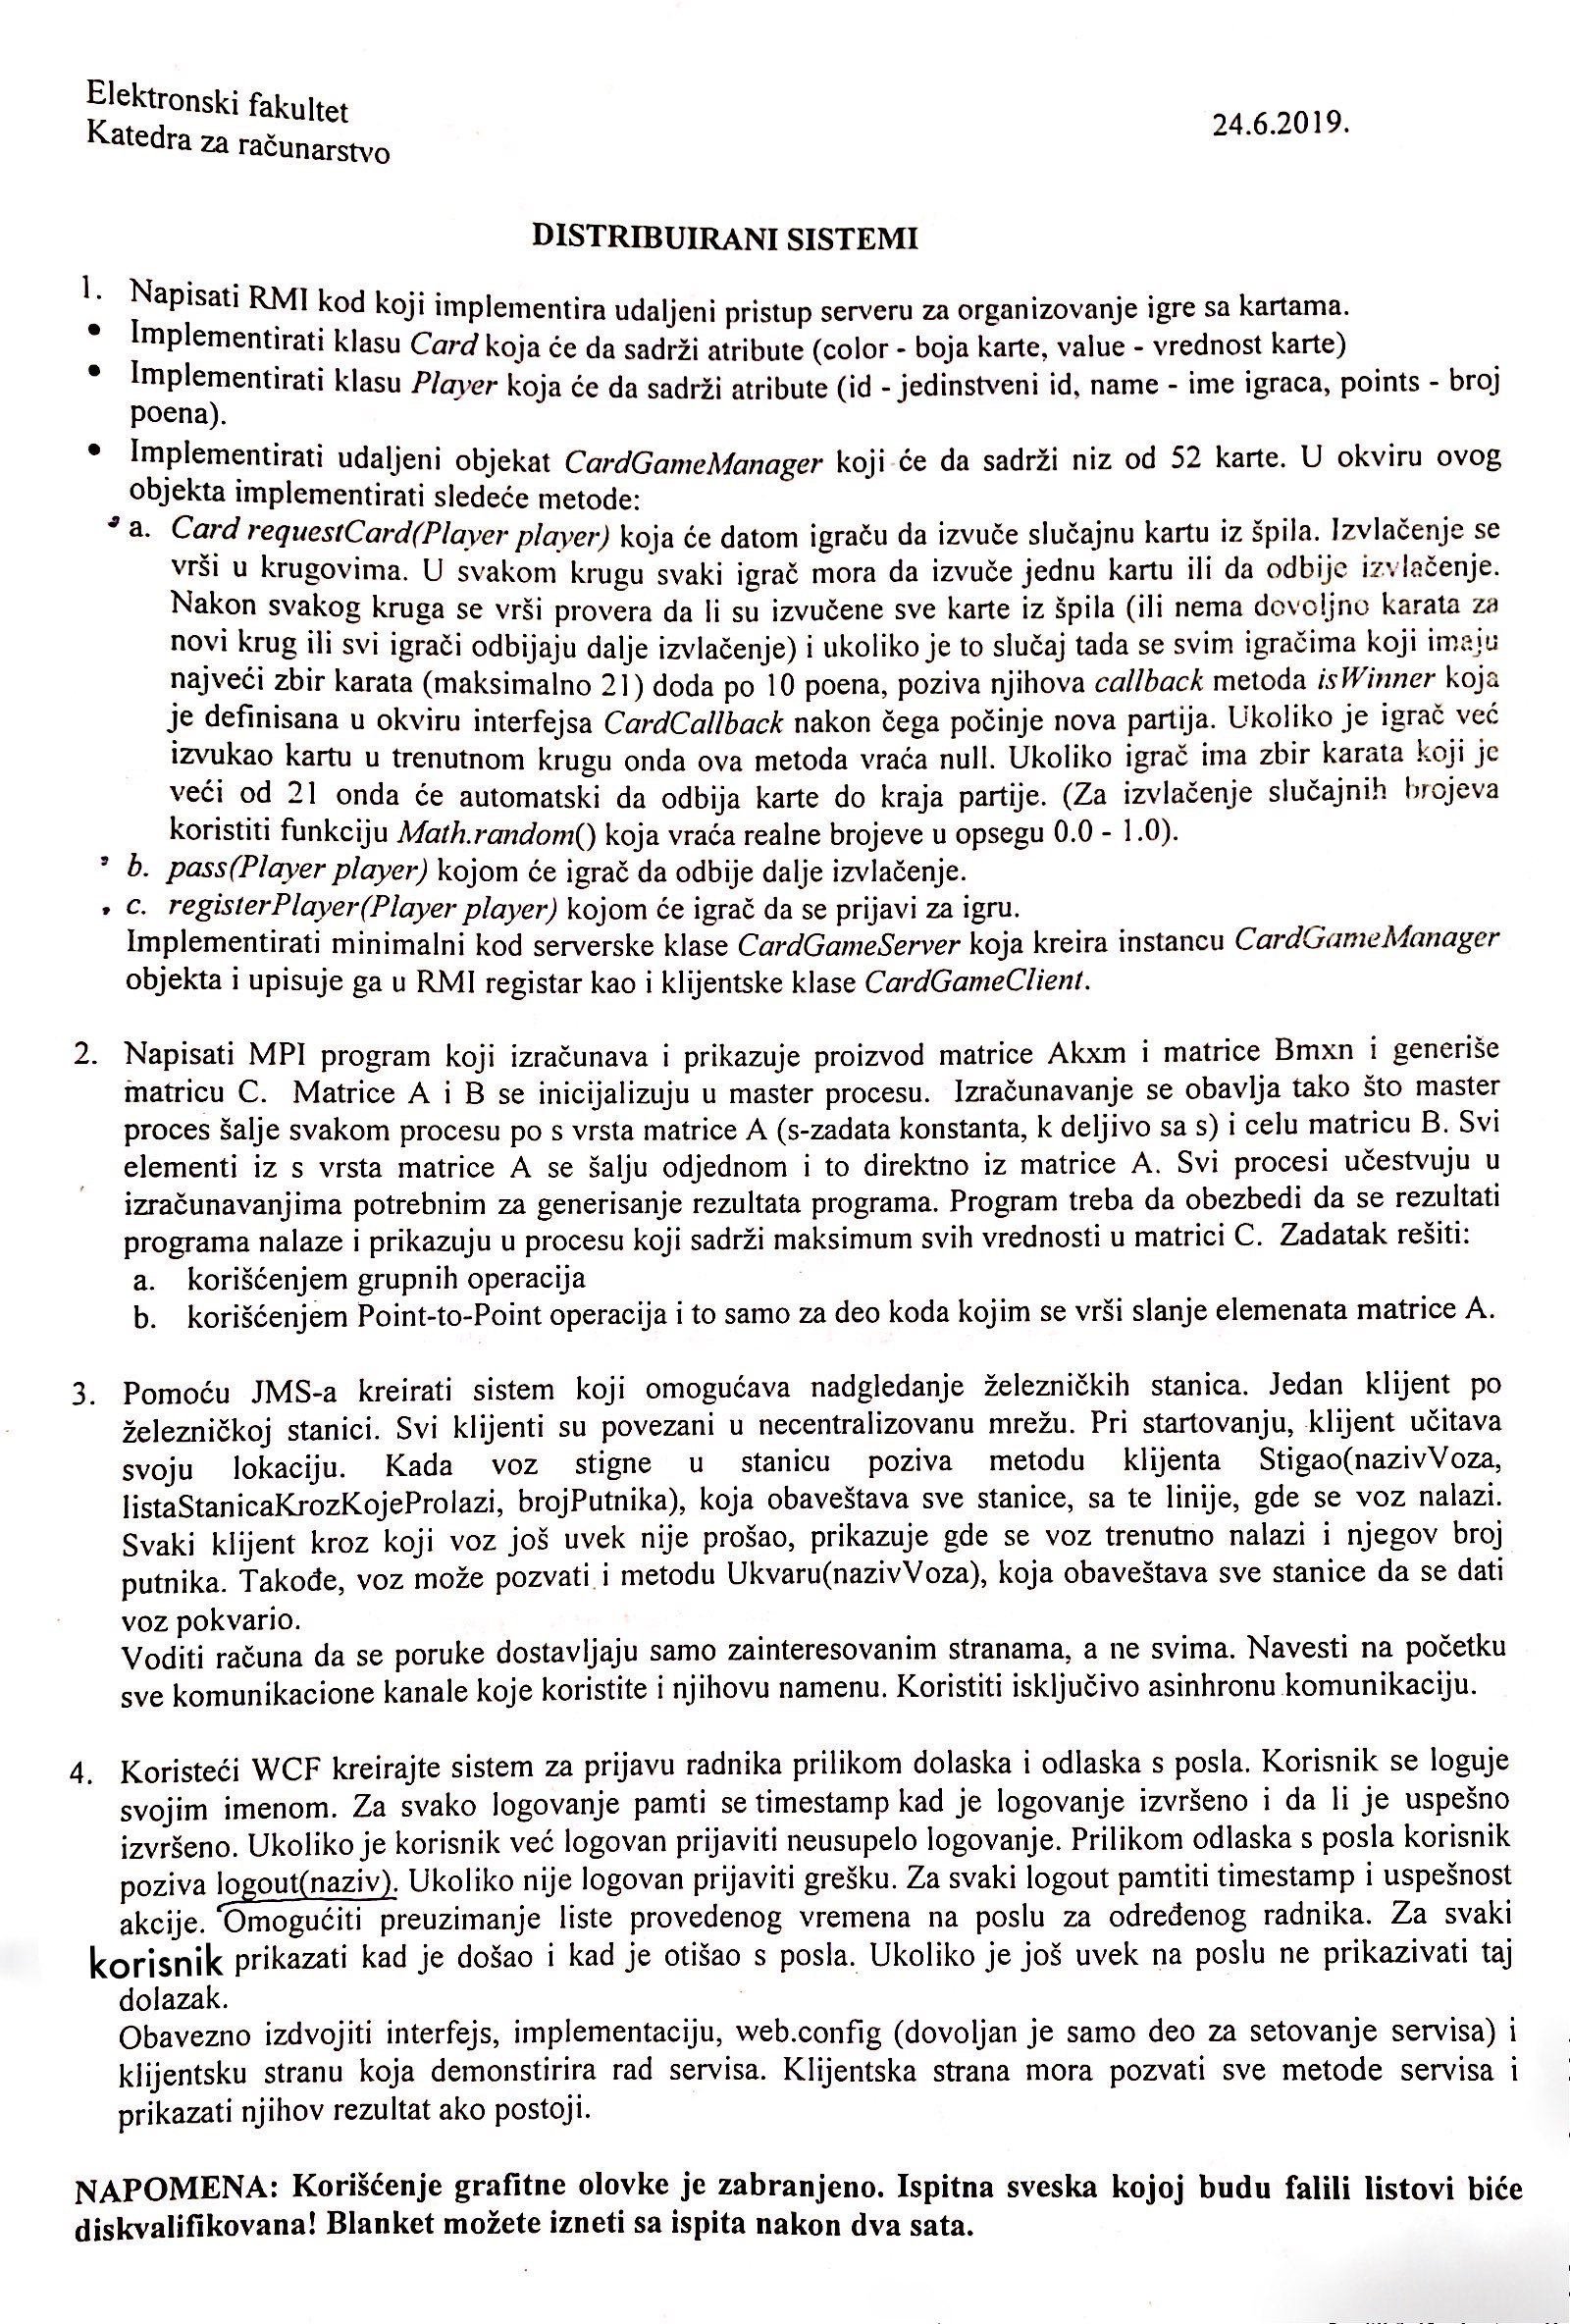 Elektronski fakultet
Katedra za računarstvo
24.6.2019.
DISTRIBUIRANI SISTEMI
1. Napisati RMI kod koji implementira udaljeni pristup serveru za organizovanje igre sa kartama.
• Implementirati klasu Card koja će da sadrži atribute (color - boja karte, value - vrednost karte)
• Implementirati klasu Player koja će da sadrži atribute (id - jedinstveni id, name - ime igraca, points - broj
poena).
• Implementirati udaljeni objekat CardGameManager koji će da sadrži niz od 52 karte. U okviru ovog
objekta implementirati sledeće metode:
a. Card requestCard(Player player) koja će datom igraču da izvuče slučajnu kartu iz špila. Izvlačenje se
vrši u krugovima. U svakom krugu svaki igrač mora da izvuče jednu kartu ili da odbije izvlačenje.
Nakon svakog kruga se vrši provera da li su izvučene sve karte iz špila (ili nema dovoljno karata za
novi krug ili svi igrači odbijaju dalje izvlačenje) i ukoliko je to slučaj tada se svim igračima koji imaju
najveći zbir karata (maksimalno 21) doda po 10 poena, poziva njihova callback metoda isWinner koja
je definisana u okviru interfejsa CardCallback nakon čega počinje nova partija. Ukoliko je igrač već
izvukao kartu u trenutnom krugu onda ova metoda vraća null. Ukoliko igrač ima zbir karata koji je
veći od 21 onda će automatski da odbija karte do kraja partije. (Za izvlačenje slučajnih brojeva
koristiti funkciju Math.random() koja vraća realne brojeve u opsegu 0.0 - 1.0).
b. pass(Player player) kojom će igrač da odbije dalje izvlačenje.
c. registerPlayer(Player player) kojom će igrač da se prijavi za igru.
Implementirati minimalni kod serverske klase CardGameServer koja kreira instancu CardGameManager
objekta i upisuje ga u RMI registar kao i klijentske klase CardGameClient.
2. Napisati MPI program koji izračunava i prikazuje proizvod matrice Akxm i matrice Bmxn i generiše
matricu C. Matrice A i B se inicijalizuju u master procesu. Izračunavanje se obavlja tako što master
proces šalje svakom procesu po s vrsta matrice A (s-zadata konstanta, k deljivo sa s) i celu matricu B. Svi
elementi iz s vrsta matrice A se šalju odjednom i to direktno iz matrice A. Svi procesi učestvuju u
izračunavanjima potrebnim za generisanje rezultata programa. Program treba da obezbedi da se rezultati
programa nalaze i prikazuju u procesu koji sadrži maksimum svih vrednosti u matrici C. Zadatak rešiti:
a. korišćenjem grupnih operacija
b. korišćenjem Point-to-Point operacija i to samo za deo koda kojim se vrši slanje elemenata matrice A.
3. Pomoću JMS-a kreirati sistem koji omogućava nadgledanje železničkih stanica. Jedan klijent po
železničkoj stanici. Svi klijenti su povezani u necentralizovanu mrežu. Pri startovanju, klijent učitava
svoju lokaciju. Kada voz stigne u stanicu poziva metodu klijenta Stigao(nazivVoza,
listaStanicaKrozKojeProlazi, brojPutnika), koja obaveštava sve stanice, sa te linije, gde se voz nalazi.
Svaki klijent kroz koji voz još uvek nije prošao, prikazuje gde se voz trenutno nalazi i njegov broj
putnika. Takođe, voz može pozvati i metodu Ukvaru(nazivVoza), koja obaveštava sve stanice da se dati
voz pokvario.
Voditi računa da se poruke dostavljaju samo zainteresovanim stranama, a ne svima. Navesti na početku
sve komunikacione kanale koje koristite i njihovu namenu. Koristiti isključivo asinhronu komunikaciju.
4. Koristeći WCF kreirajte sistem za prijavu radnika prilikom dolaska i odlaska s posla. Korisnik se loguje
svojim imenom. Za svako logovanje pamti se timestamp kad je logovanje izvršeno i da li je uspešno
izvršeno. Ukoliko je korisnik već logovan prijaviti neusupelo logovanje. Prilikom odlaska s posla korisnik
poziva logout(naziv). Ukoliko nije logovan prijaviti grešku. Za svaki logout pamtiti timestamp i uspešnost
akcije. Omogućiti preuzimanje liste provedenog vremena na poslu za određenog radnika. Za svaki
korisnik prikazati kad je došao i kad je otišao s posla. Ukoliko je još uvek na poslu ne prikazivati taj
dolazak.
Obavezno izdvojiti interfejs, implementaciju, web.config (dovoljan je samo deo za setovanje servisa) i
klijentsku stranu koja demonstirira rad servisa. Klijentska strana mora pozvati sve metode servisa i
prikazati njihov rezultat ako postoji.
NAPOMENA: Korišćenje grafitne olovke je zabranjeno. Ispitna sveska kojoj budu falili listovi biće
diskvalifikovana! Blanket možete izneti sa ispita nakon dva sata.